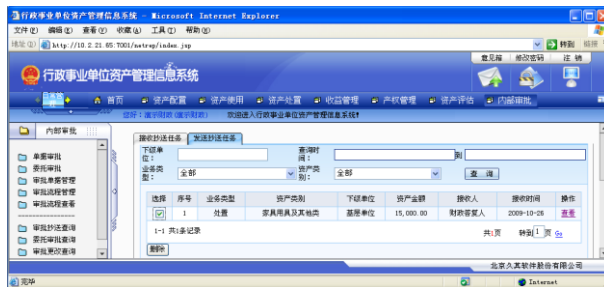 行政事业单位资产管理信息系统 - Microsoft Internet Explorer
文件(F) 编辑(E) 查看(V) 收藏(A) 工具(T) 帮助(H)
地址(D) http://10.2.21.65:7001/netrep/index.jsp 转到 链接
意见箱 修改密码 注 销
行政事业单位资产管理信息系统
首页 资产配置 资产使用 资产处置 收益管理 产权管理 资产评估 内部审批
您好: 欢迎进入行政事业单位资产管理信息系统!
内部审批
单据审批
委托审批
审批单据管理
审批流程管理
审批流程查看
审批抄送查询
委托审批查询
审批更改查询
接收抄送任务 发送抄送任务
下级单位: 查询时间: 到
业务类型: 全部 资产类别: 全部 查 询
选择 序号 业务类型 资产类别 下级单位 资产金额 接收人 接收时间 操作
1 处置 家具用具及其他类 基层单位 15,000.00 财政答复人 2009-10-26 查看
1-1 共1条记录 共1页 转到 1 页 Go
删除
北京久其软件股份有限公司
完毕 Internet